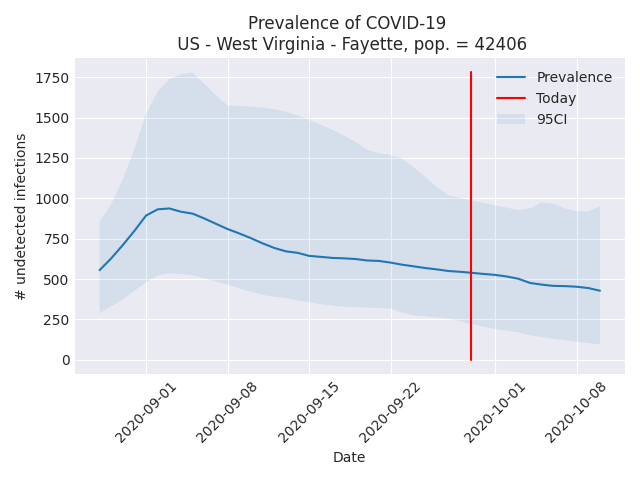 Prevalence of COVID-19
US - West Virginia - Fayette, pop. = 42406
Prevalence
Today
95CI
# undetected infections
1750
1500
1250
1000
750
500
250
0
2020-09-01
2020-09-08
2020-09-15
2020-09-22
2020-10-01
2020-10-08
Date